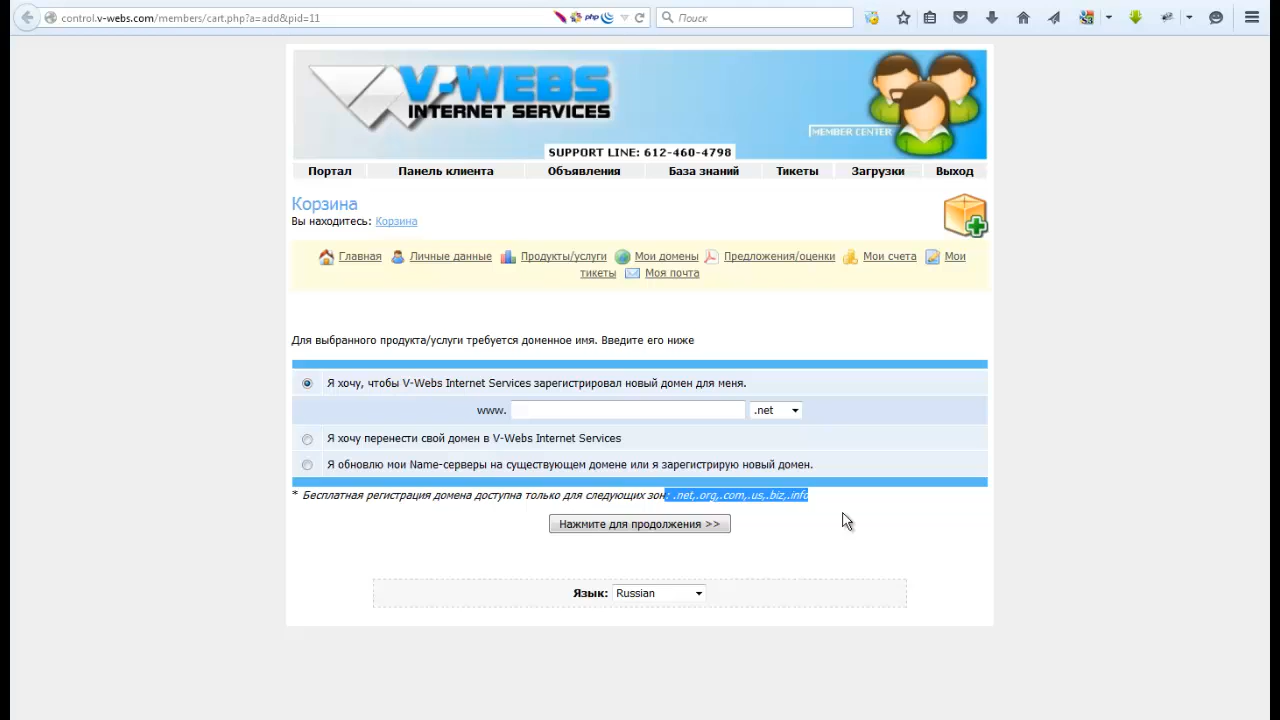 control.v-webs.com/members/cart.php?a=add&pid=11
php
Поиск
V-WEBS
INTERNET SERVICES
MEMBER CENTER
SUPPORT LINE: 612-460-4798
Портал Панель клиента Объявления База знаний Тикеты Загрузки Выход
Корзина
Вы находитесь: Корзина
Главная Личные данные Продукты/услуги Мои домены Предложения/оценки Мои счета Мои
тикеты Моя почта
Для выбранного продукта/услуги требуется доменное имя. Введите его ниже
Я хочу, чтобы V-Webs Internet Services зарегистрировал новый домен для меня.
www. .net
Я хочу перенести свой домен в V-Webs Internet Services
Я обновлю мои Name-серверы на существующем домене или я зарегистрирую новый домен.
* Бесплатная регистрация домена доступна только для следующих зон: .net,.org,.com,.us,.biz,.info
Нажмите для продолжения >>
Язык: Russian